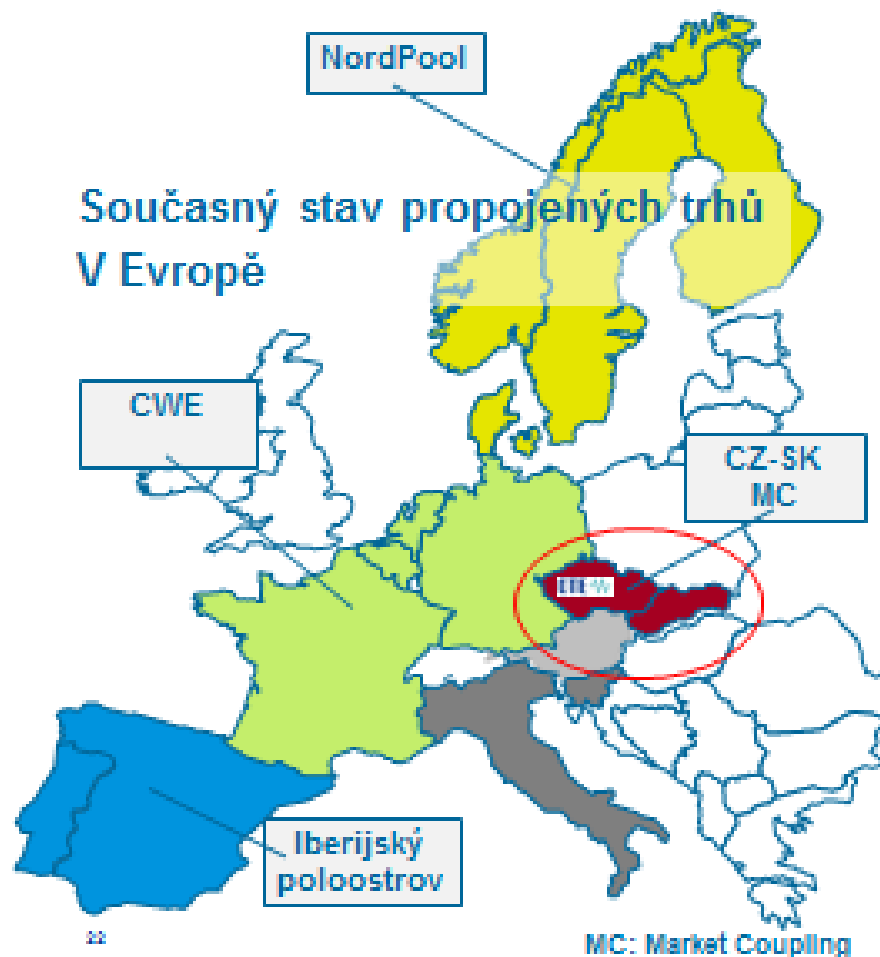 NordPool
Současný stav propojených trhů
V Evropě
CWE
CZ-SK
MC
Iberijský
poloostrov
22
MC: Market Coupling